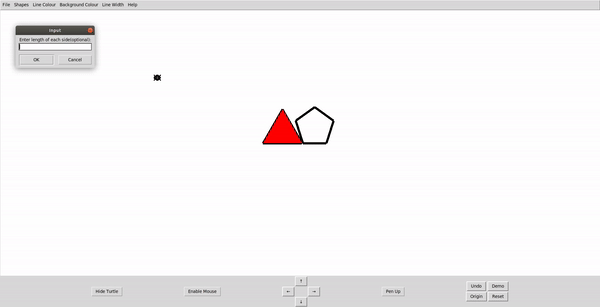 File Shapes Line Colour Background Colour Line Width Help
Input
Enter length of each side(optional):
OK Cancel
Hide Turtle Enable Mouse ↑ ← → ↓ Pen Up Undo Demo
Origin Reset